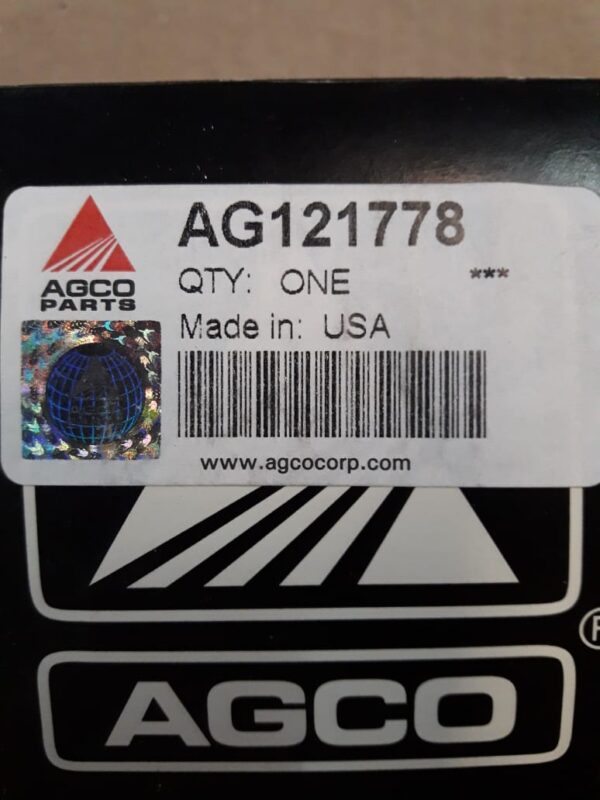 AG121778
AGCO
PARTS
QTY: ONE ***
Made in: USA
www.agcocorp.com
AGCO